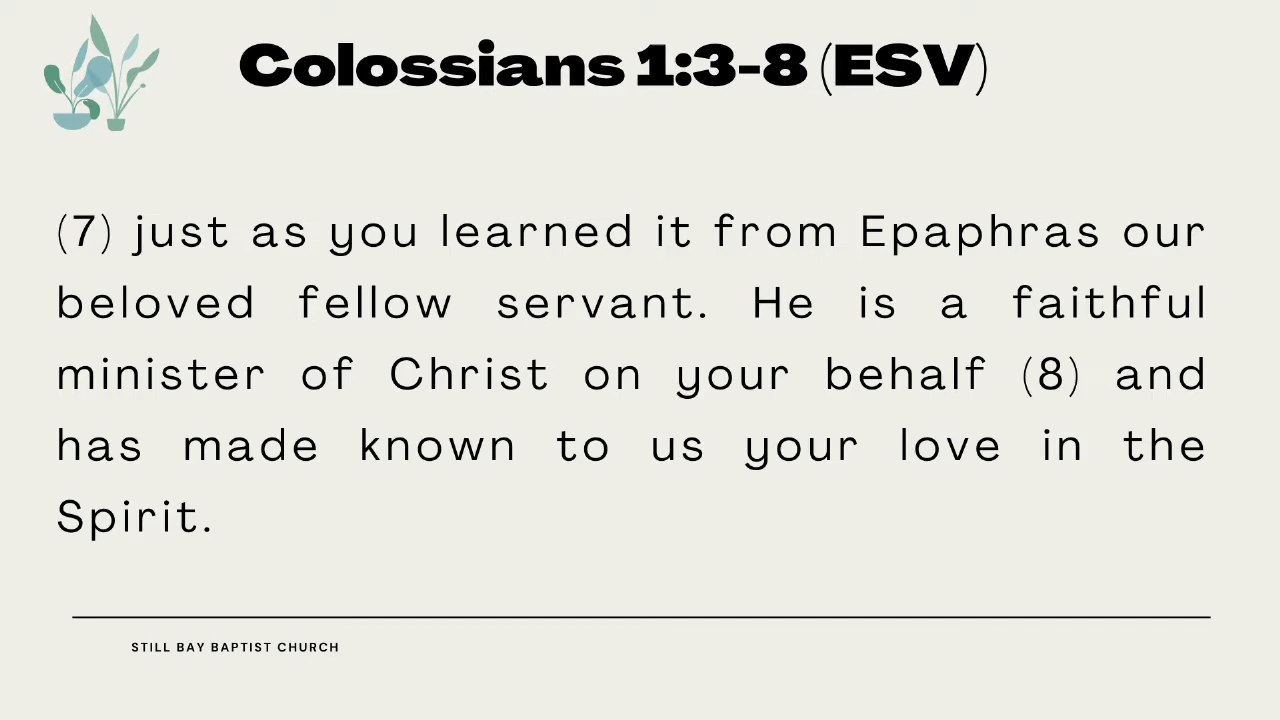 Colossians 1:3-8 (ESV)
(7) just as you learned it from Epaphras our
beloved fellow servant. He is a faithful
minister of Christ on your behalf (8) and
has made known to us your love in the
Spirit.
STILL BAY BAPTIST CHURCH